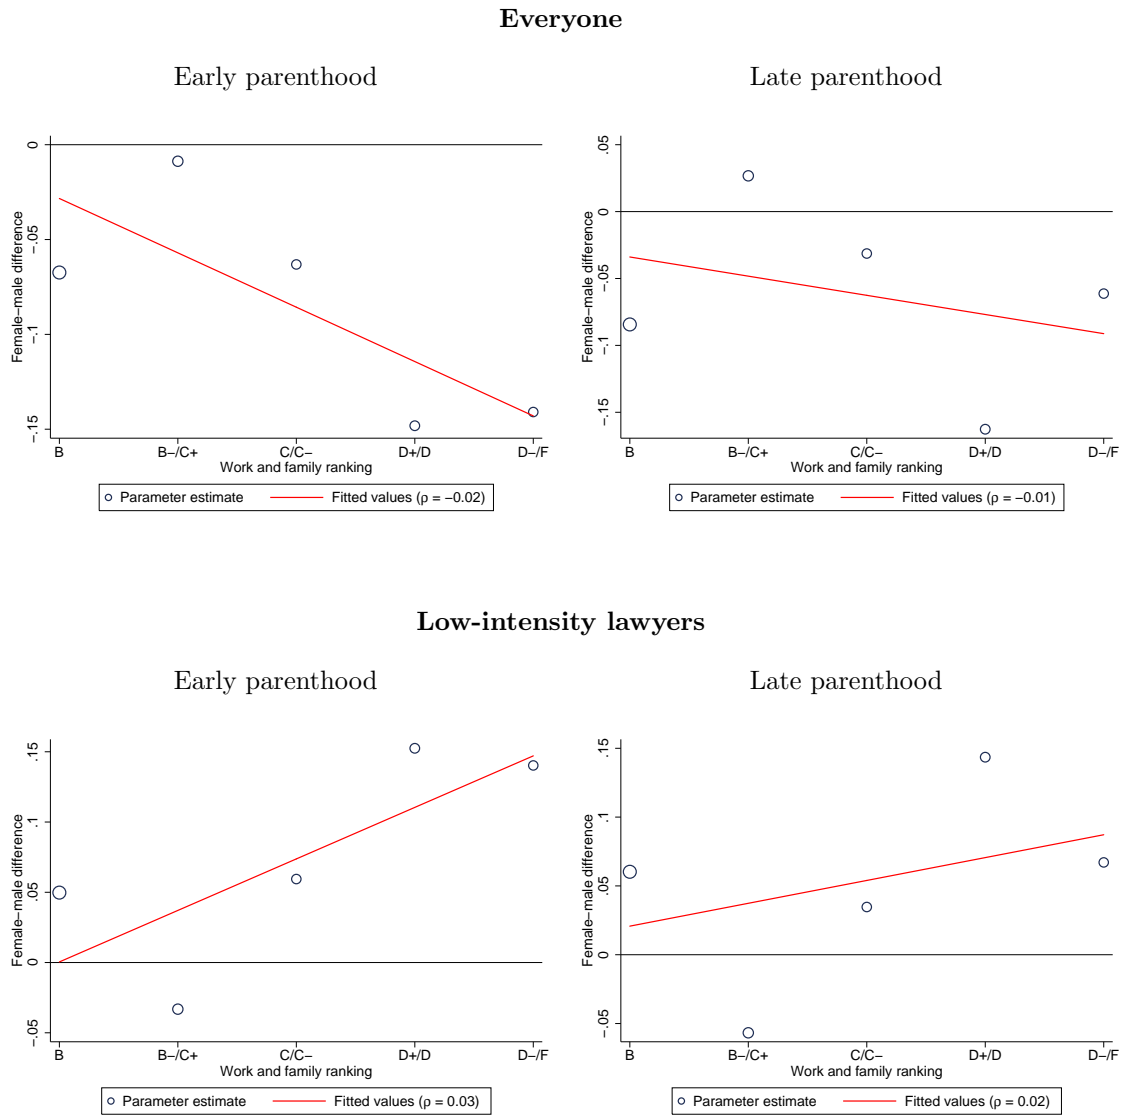 Everyone
Early parenthood
Late parenthood
Female−male difference
0
−.05
−.1
−.15
B
B−/C+
C/C−
D+/D
D−/F
Work and family ranking
Parameter estimate
Fitted values (ρ = −0.02)
Female−male difference
.05
0
−.05
−.1
−.15
B
B−/C+
C/C−
D+/D
D−/F
Work and family ranking
Parameter estimate
Fitted values (ρ = −0.01)
Low-intensity lawyers
Early parenthood
Late parenthood
Female−male difference
.15
.1
.05
0
−.05
B
B−/C+
C/C−
D+/D
D−/F
Work and family ranking
Parameter estimate
Fitted values (ρ = 0.03)
Female−male difference
.15
.1
.05
0
−.05
B
B−/C+
C/C−
D+/D
D−/F
Work and family ranking
Parameter estimate
Fitted values (ρ = 0.02)